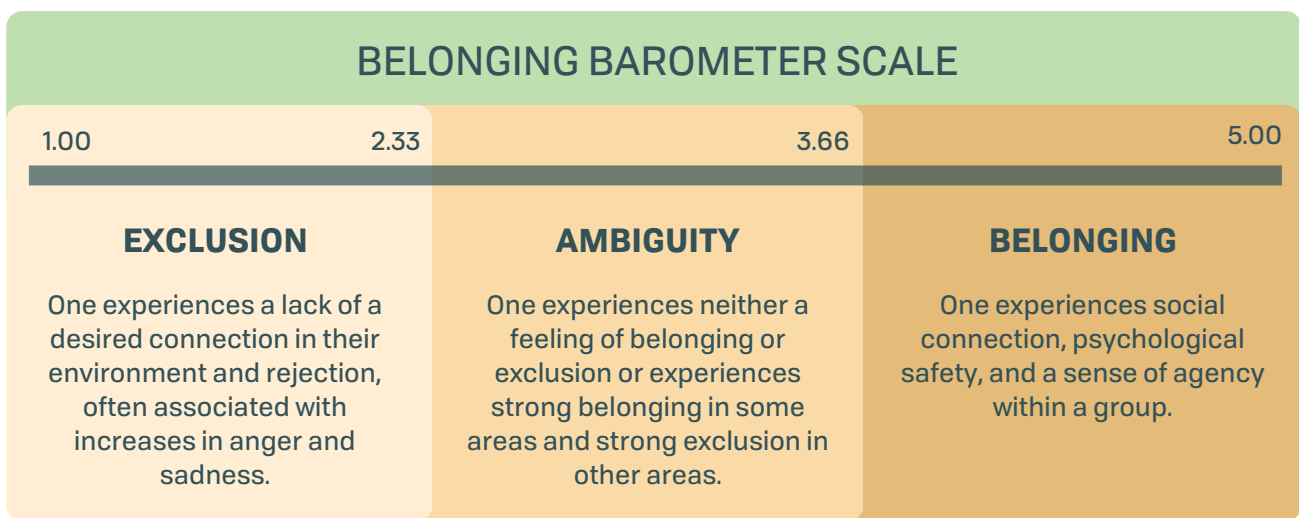 BELONGING BAROMETER SCALE
1.00
2.33
3.66
5.00
EXCLUSION
One experiences a lack of a
desired connection in their
environment and rejection,
often associated with
increases in anger and
sadness.
AMBIGUITY
One experiences neither a
feeling of belonging or
exclusion or experiences
strong belonging in some
areas and strong exclusion in
other areas.
BELONGING
One experiences social
connection, psychological
safety, and a sense of agency
within a group.